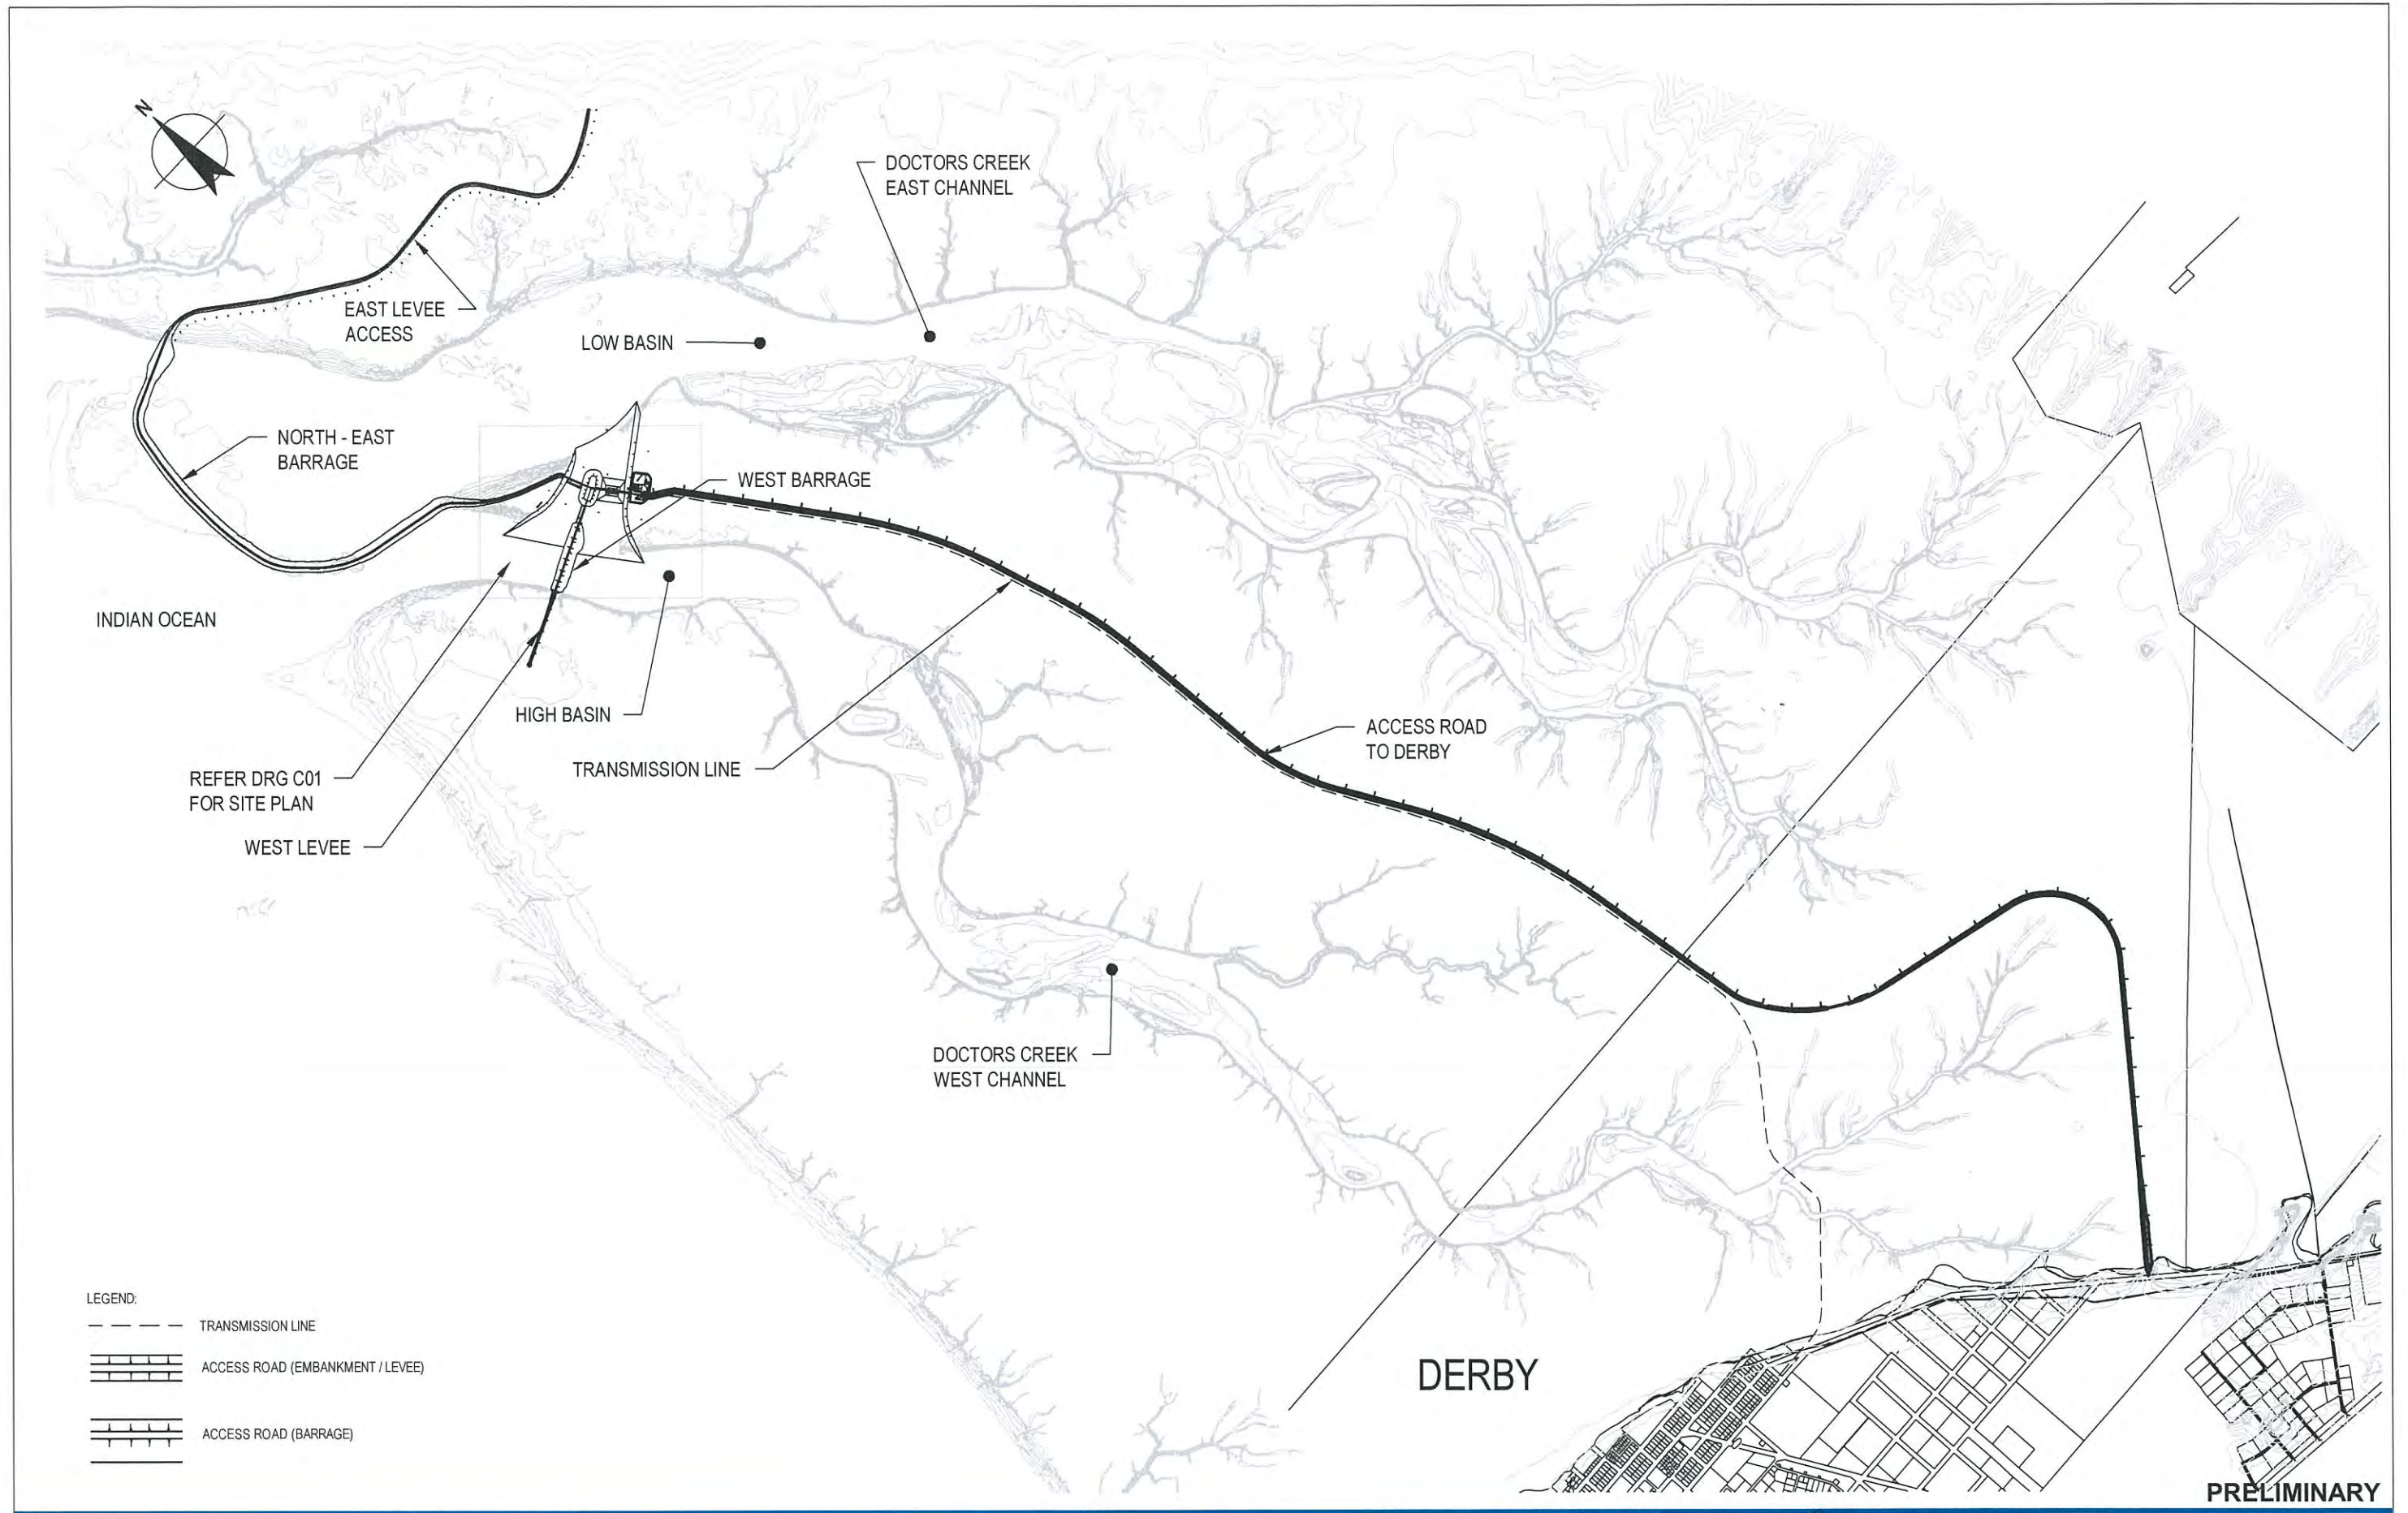 N
DOCTORS CREEK
EAST CHANNEL
EAST LEVEE
ACCESS
LOW BASIN
NORTH - EAST
BARRAGE
WEST BARRAGE
INDIAN OCEAN
HIGH BASIN
ACCESS ROAD
TO DERBY
TRANSMISSION LINE
REFER DRG C01
FOR SITE PLAN
WEST LEVEE
DOCTORS CREEK
WEST CHANNEL
LEGEND:
TRANSMISSION LINE
ACCESS ROAD (EMBANKMENT / LEVEE)
ACCESS ROAD (BARRAGE)
DERBY
PRELIMINARY